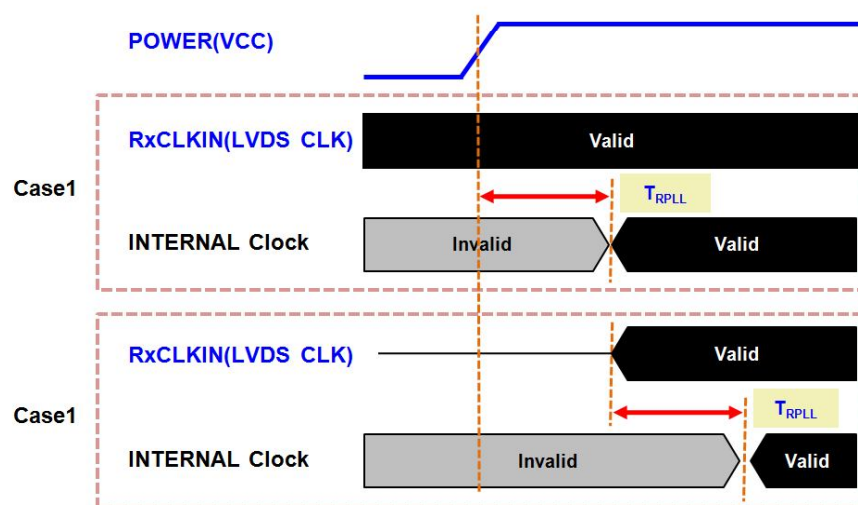 POWER(VCC)
RxCLKIN(LVDS CLK)
Valid
Case1
TRPLL
INTERNAL Clock
Invalid
Valid
RxCLKIN(LVDS CLK)
Valid
Case1
TRPLL
INTERNAL Clock
Invalid
Valid